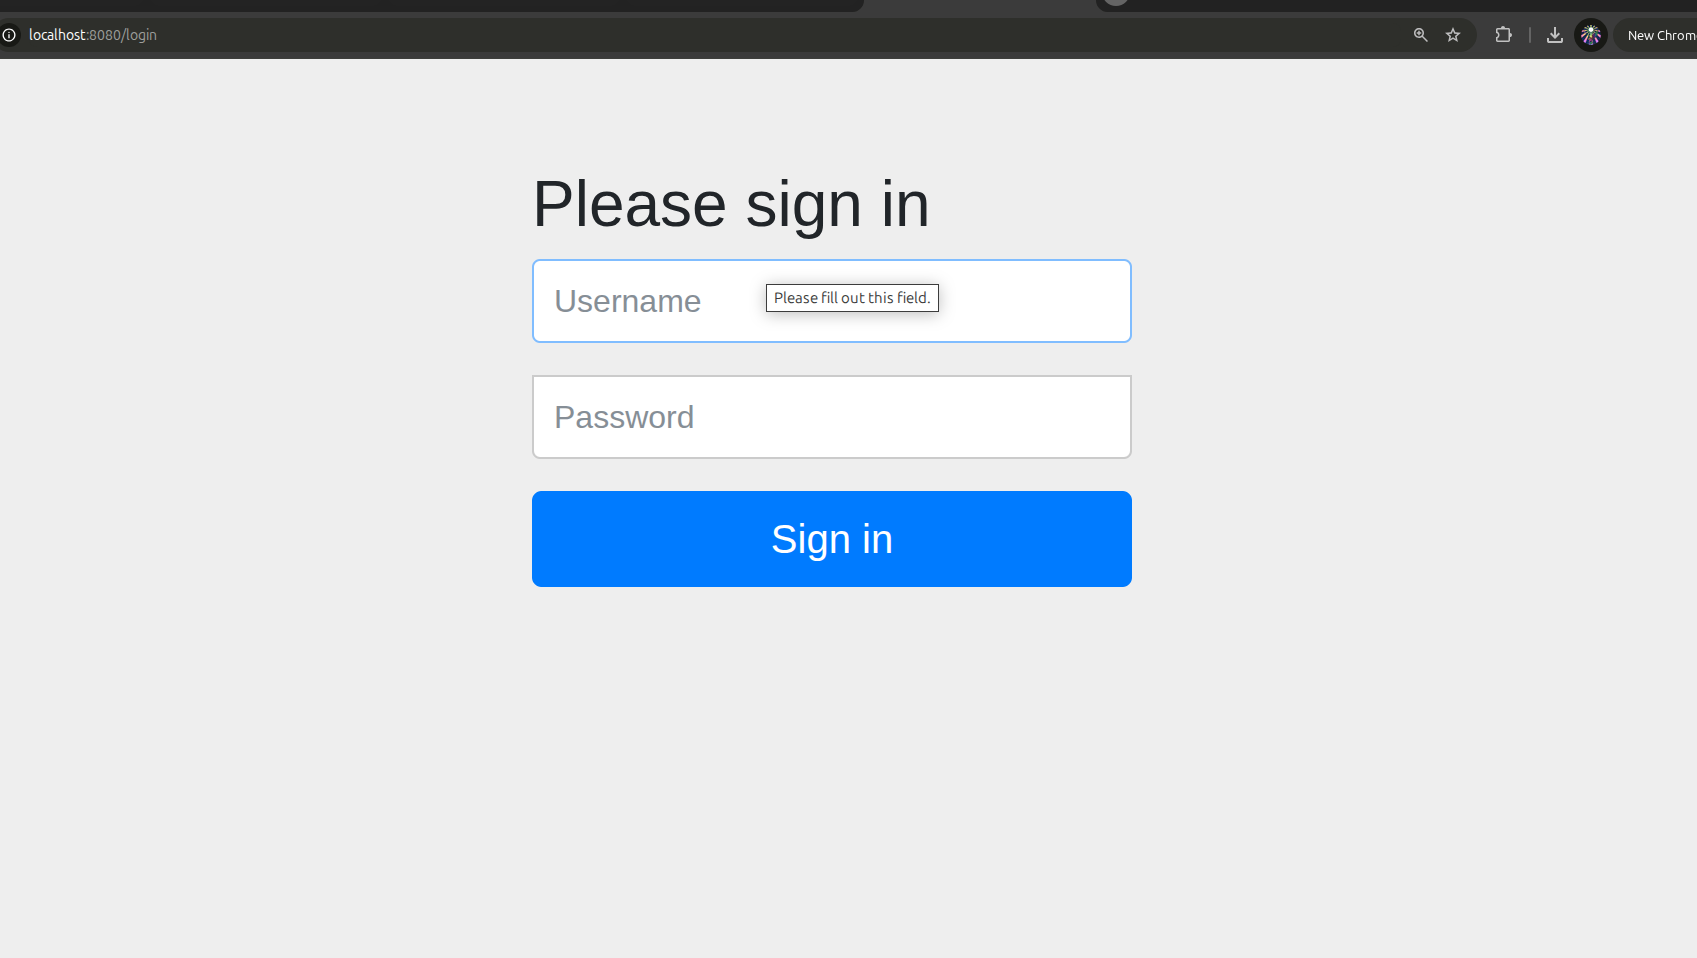 localhost:8080/login
New Chrom
Please sign in
Username
Please fill out this field.
Password
Sign in